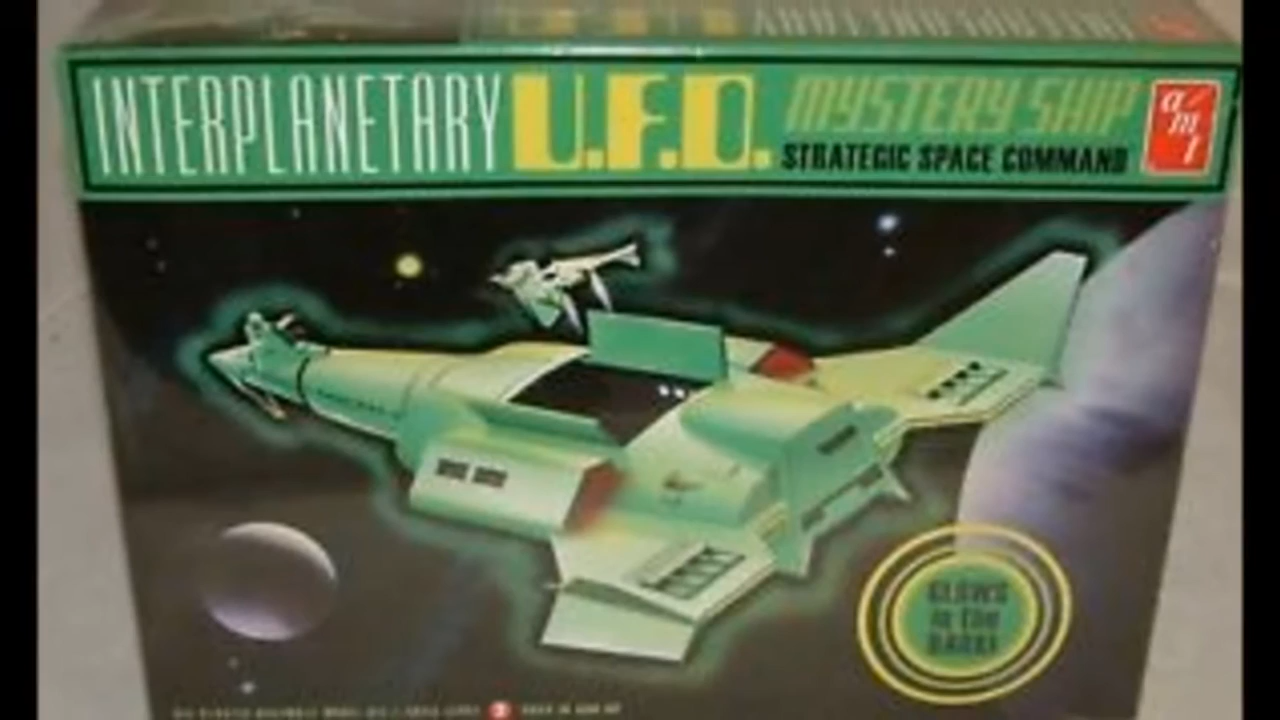 INTERPLANETARY U.F.O. MYSTERY SHIP
STRATEGIC SPACE COMMAND
amt
GLOWS
in the
DARK!